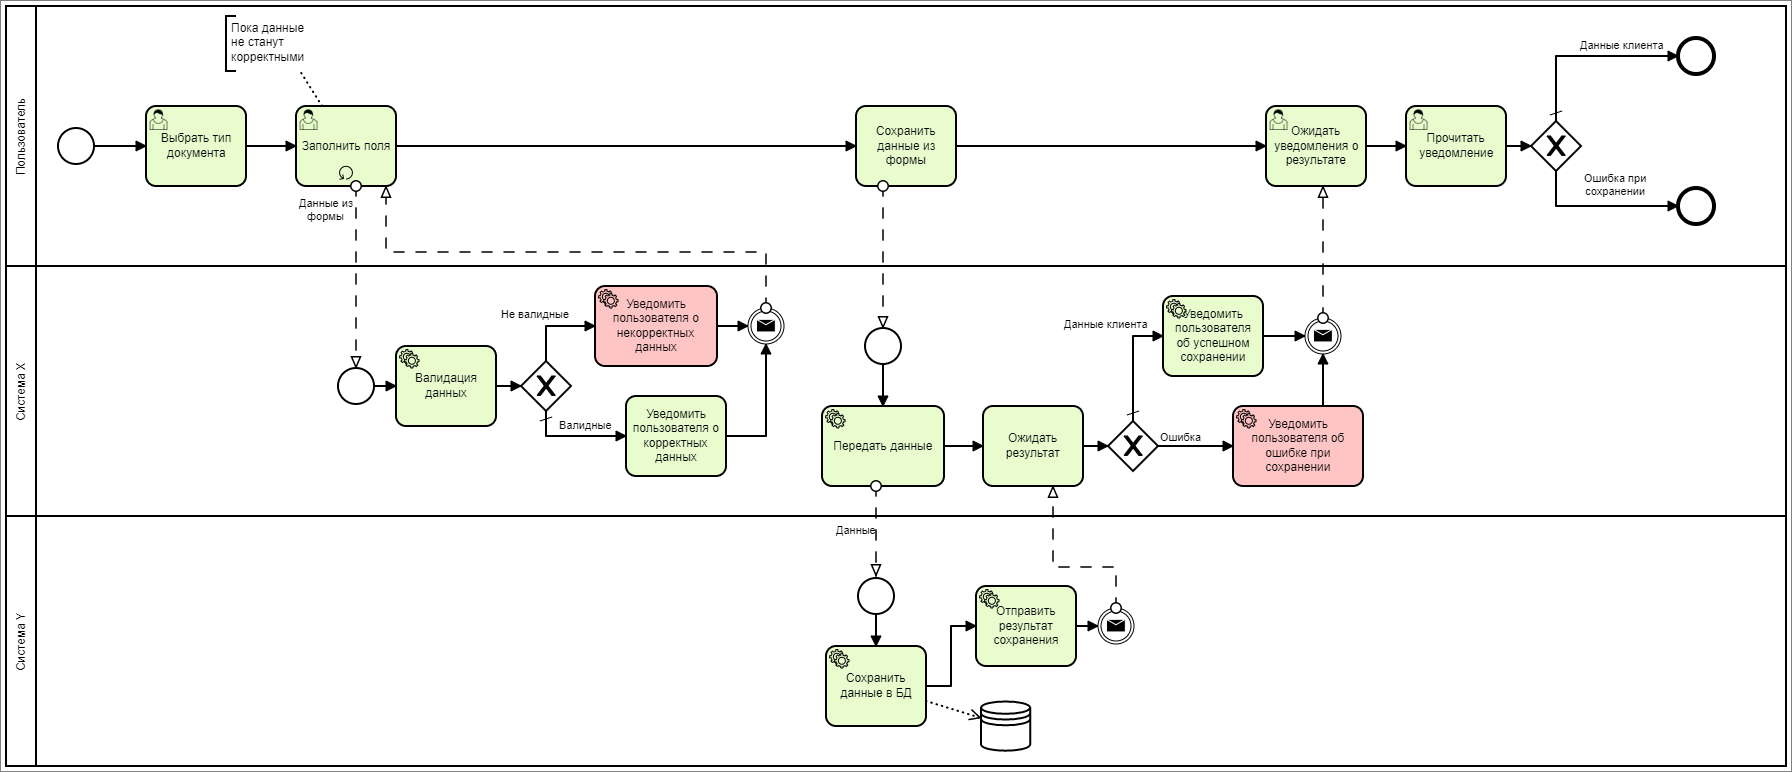 Пользователь
Пока данные
не станут
корректными
Выбрать тип
документа
Заполнить поля
Данные из
формы
Сохранить
данные из
формы
Ожидать
уведомления о
результате
Прочитать
уведомление
Данные клиента
Ошибка при
сохранении
Система X
Валидация
данных
Не валидные
Валидные
Уведомить
пользователя о
некорректных
данных
Уведомить
пользователя о
корректных
данных
Передать данные
Ожидать
результат
Данные клиента
Ошибка
Уведомить
пользователя
об успешном
сохранении
Уведомить
пользователя об
ошибке при
сохранении
Система Y
Данные
Сохранить
данные в БД
Отправить
результат
сохранения